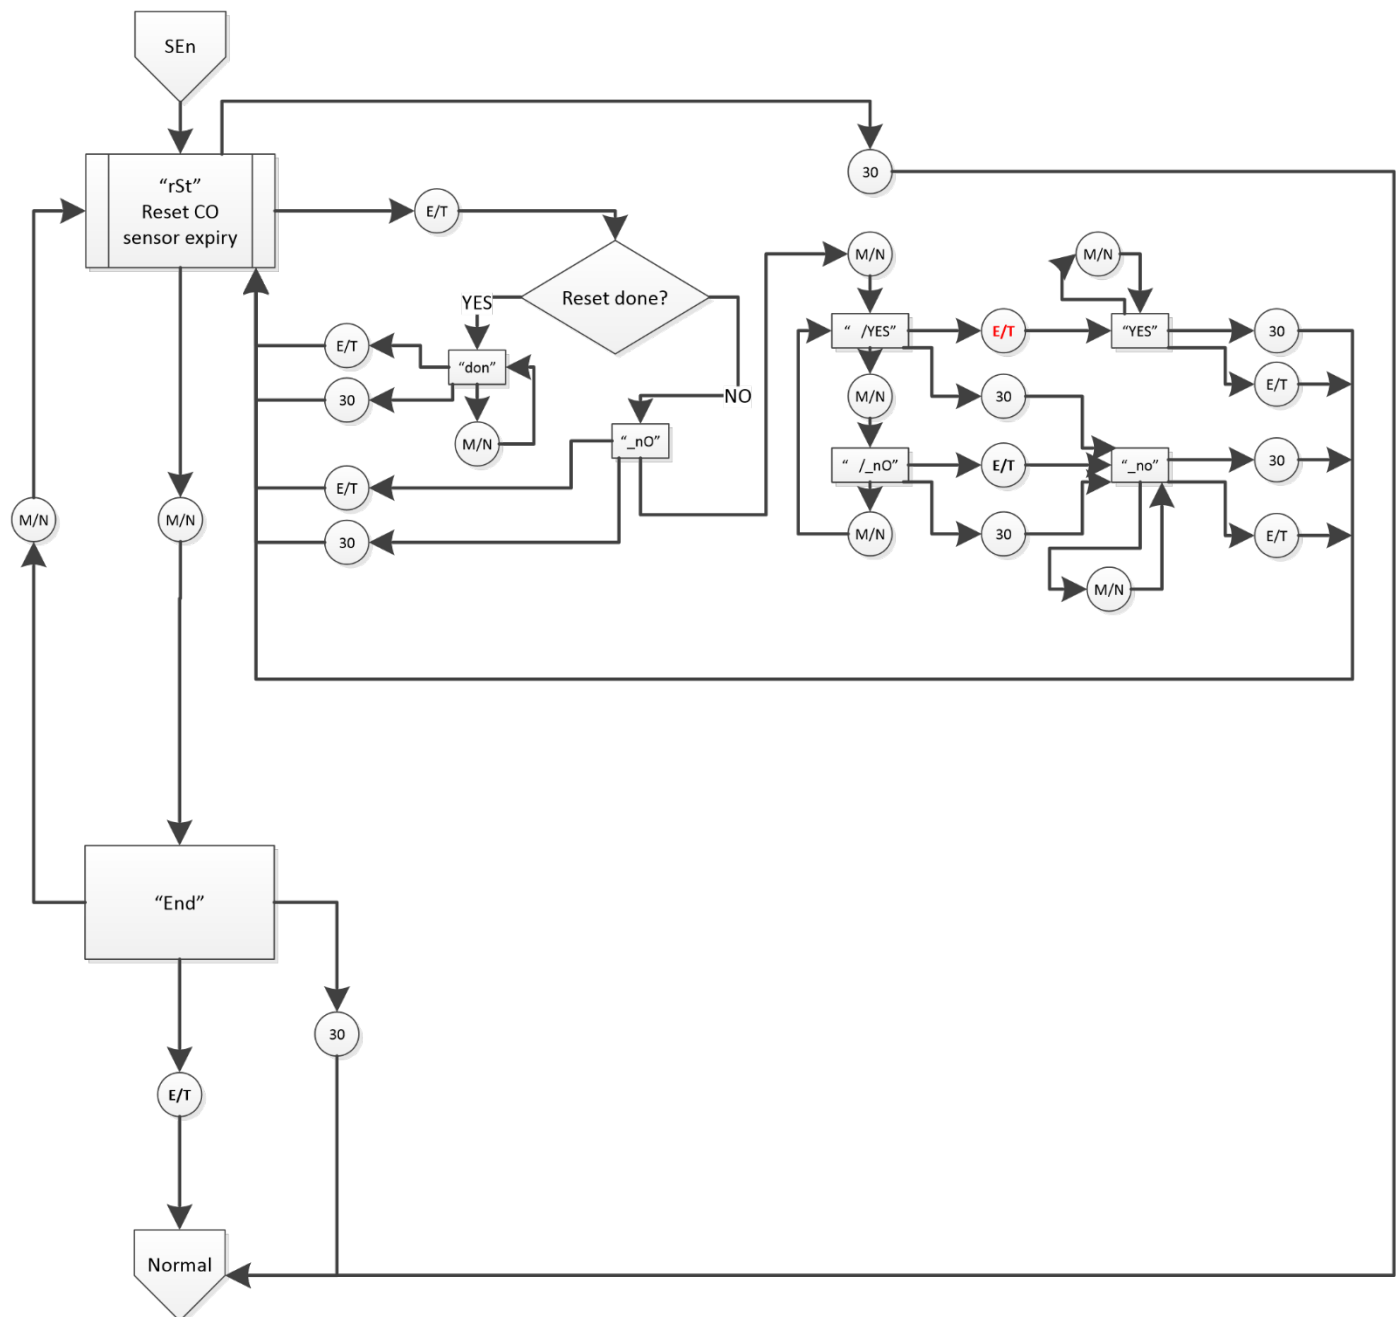 SEn
30
“rSt”
Reset CO
sensor expiry
E/T
Reset done?
YES
NO
M/N
M/N
“ /YES”
E/T
“YES”
30
E/T
“don”
E/T
30
M/N
M/N
30
E/T
“_nO”
“ /_nO”
E/T
“_no”
30
E/T
30
M/N
30
E/T
M/N
M/N
M/N
M/N
“End”
30
E/T
Normal